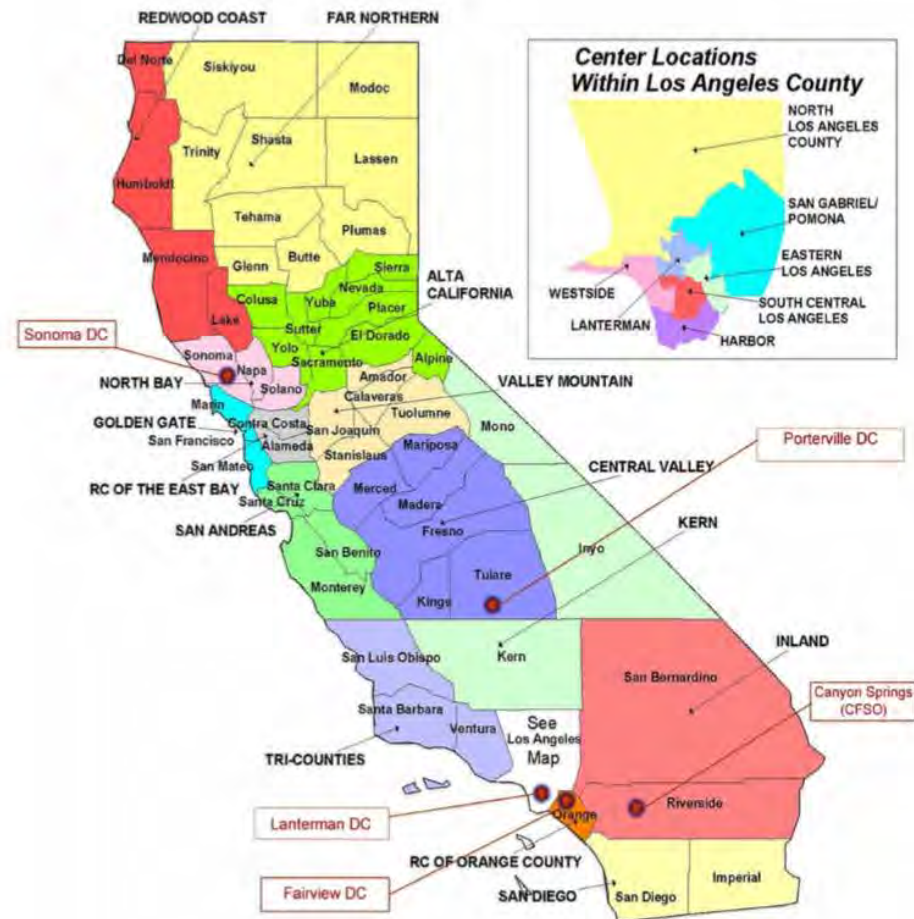 REDWOOD COAST
FAR NORTHERN
Del Norte
Siskiyou
Modoc
Trinity
Shasta
Lassen
Humboldt
Tehama
Plumas
Butte
Glenn
Mendocino
Sierra
Nevada
Colusa
Yuba
Placer
ALTA
CALIFORNIA
Lake
Sutter
El Dorado
Yolo
Sacramento
Alpine
Sonoma DC
Sonoma
Napa
Solano
Amador
Calaveras
NORTH BAY
VALLEY MOUNTAIN
Marin
Tuolumne
GOLDEN GATE
Contra Costa
San Joaquin
Mono
San Francisco
Alameda
Mariposa
Stanislaus
San Mateo
CENTRAL VALLEY
RC OF THE EAST BAY
Santa Clara
Merced
Santa Cruz
Madera
SAN ANDREAS
Fresno
KERN
Porterville DC
San Benito
Inyo
Tulare
Monterey
Kings
San Luis Obispo
Kern
INLAND
San Bernardino
Santa Barbara
Ventura
See
Los Angeles
Map
Canyon Springs
(CFSO)
TRI-COUNTIES
Riverside
Lanterman DC
Orange
RC OF ORANGE COUNTY
Fairview DC
SAN DIEGO
San Diego
Imperial
Center Locations
Within Los Angeles County
NORTH
LOS ANGELES
COUNTY
SAN GABRIEL/
POMONA
EASTERN
LOS ANGELES
WESTSIDE
SOUTH CENTRAL
LOS ANGELES
LANTERMAN
HARBOR